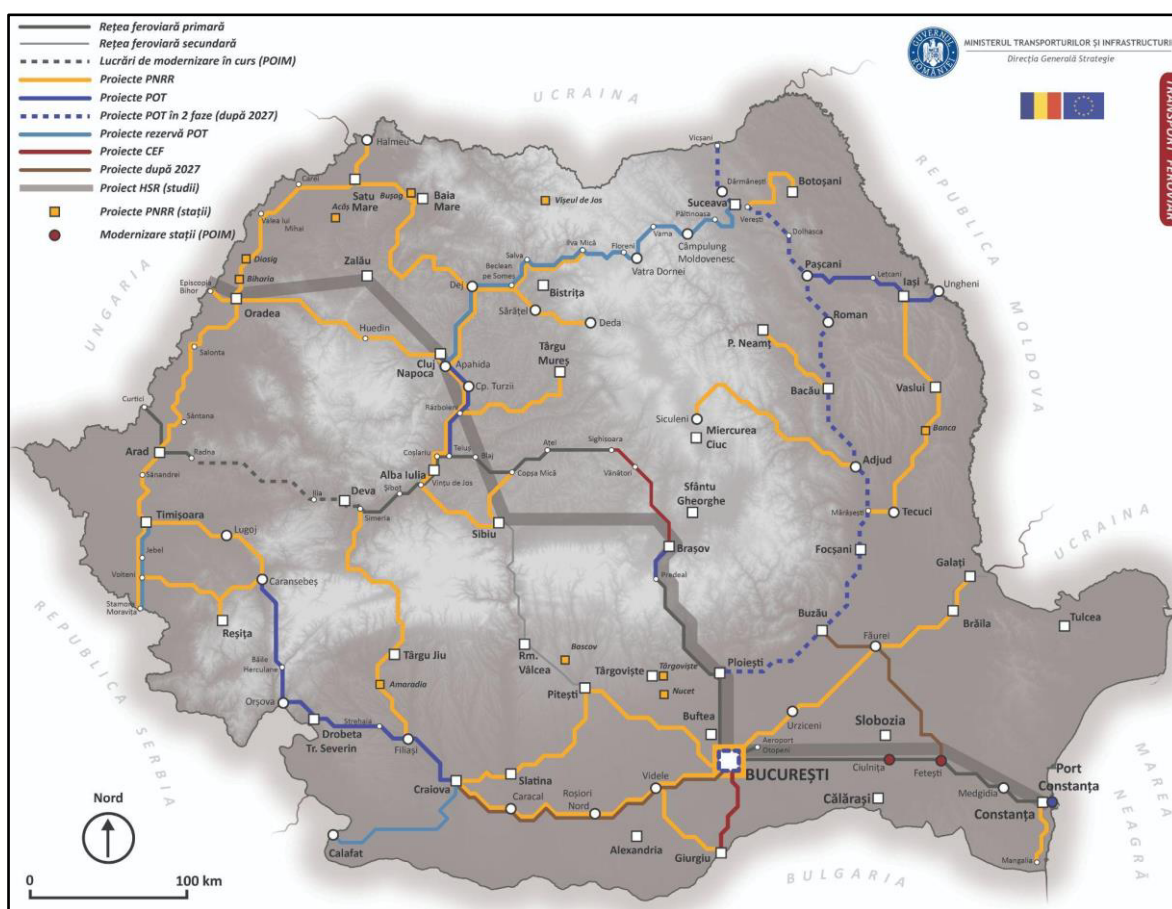 Rețea feroviară primară
Rețea feroviară secundară
Lucrări de modernizare în curs (POIM)
Proiecte PNRR
Proiecte POT
Proiecte POT în 2 faze (după 2027)
Proiecte rezervă POT
Proiecte CEF
Proiecte după 2027
Proiect HSR (studii)
Proiecte PNRR (stații)
Modernizare stații (POIM)
GUVERNUL ROMÂNIEI
MINISTERUL TRANSPORTURILOR ȘI INFRASTRUCTURII
Direcția Generală Strategie
TRANSPORT FEROVIAR
UCRAINA
REPUBLICA MOLDOVA
UNGARIA
UCRAINA
REPUBLICA SERBIA
BULGARIA
MAREA NEAGRĂ
Halmeu
Vicșani
Carei
Satu Mare
Bușag
Baia Mare
Acâș
Vișeul de Jos
Dărmănești
Botoșani
Suceava
Verești
Valea lui Mihai
Păltinoasa
Vama
Câmpulung Moldovenesc
Dolhasca
Ilva Mică
Floreni
Salva
Vatra Dornei
Beclean pe Someș
Diosig
Biharia
Episcopia Bihor
Oradea
Zalău
Dej
Bistrița
Pașcani
Lețcani
Iași
Ungheni
Sărățel
Deda
Roman
Huedin
Salonta
Cluj Napoca
Apahida
Cp. Turzii
Târgu Mureș
P. Neamț
Bacău
Vaslui
Curtici
Sântana
Războieni
Siculeni
Miercurea Ciuc
Banca
Arad
Radna
Coșlariu
Teiuș
Blaj
Ațel
Sighișoara
Copșa Mică
Vânători
Adjud
Sânandrei
Alba Iulia
Vințu de Jos
Șibot
Ilia
Deva
Simeria
Sfântu Gheorghe
Mărășești
Tecuci
Timișoara
Lugoj
Sibiu
Brașov
Predeal
Focșani
Galați
Jebel
Voiteni
Caransebeș
Stamora Moravița
Reșița
Buzău
Brăila
Tulcea
Făurei
Băile Herculane
Târgu Jiu
Rm. Vâlcea
Bascov
Târgoviște
Târgoviște
Ploiești
Amaradia
Nucet
Pitești
Orșova
Drobeta Tr. Severin
Strehaia
Filiași
Buftea
Urziceni
Slobozia
Aeroport Otopeni
BUCUREȘTI
Ciulnița
Fetești
Port Constanța
Craiova
Slatina
Caracal
Roșiori Nord
Videle
Călărași
Medgidia
Constanța
Calafat
Alexandria
Giurgiu
Mangalia
Nord
0
100 km